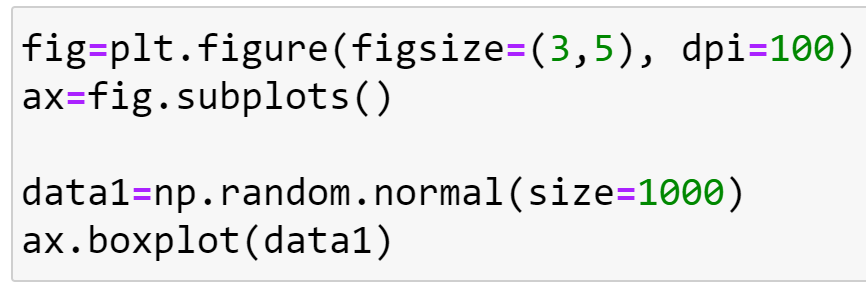 fig=plt.figure(figsize=(3,5), dpi=100)
ax=fig.subplots()
data1=np.random.normal(size=1000)
ax.boxplot(data1)